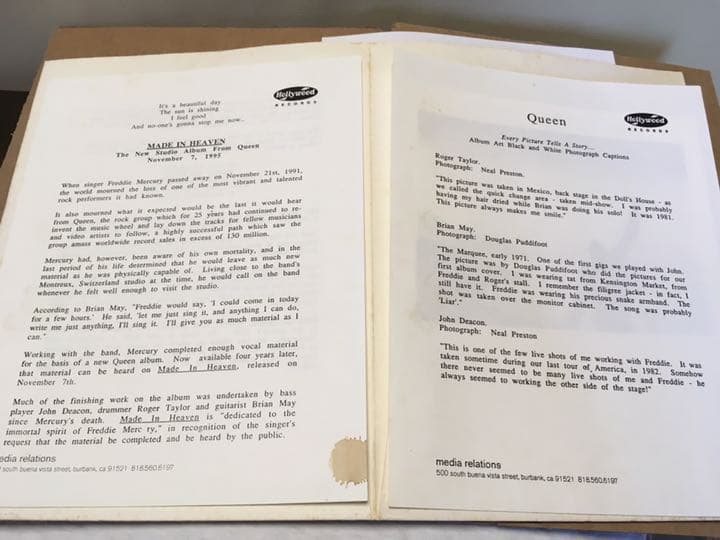 It's a beautiful day
The sun is shining
I feel good
And no-one's gonna stop me now..
Hollywood
RECORDS
MADE IN HEAVEN
The New Studio Album From Queen
November 7, 1995
When singer Freddie Mercury passed away on November 21st, 1991,
the world mourned the loss of one of the most vibrant and talented
rock performers it had known.
It also mourned what it expected would be the last it would hear
from Queen, the rock group which for 25 years had continued to re-
invent the music wheel and lay down the tracks for fellow musicians
and video artists to follow, a highly successful path which saw the
group amass worldwide record sales in excess of 130 million.
Mercury had, however, been aware of his own mortality, and in the
last period of his life determined that he would leave as much new
material as he was physically capable of. Living close to the band's
Montreux, Switzerland studio at the time, he would call on the band
whenever he felt well enough to visit the studio.
According to Brian May, "Freddie would say, 'I could come in today
for a few hours.' He said, 'let me just sing it, and anything I can do,
write me just anything, I'll sing it. I'll give you as much material as I
can."
Working with the band, Mercury completed enough vocal material
for the basis of a new Queen album. Now available four years later,
that material can be heard on Made In Heaven, released on
November 7th.
Much of the finishing work on the album was undertaken by bass
player John Deacon, drummer Roger Taylor and guitarist Brian May
since Mercury's death. Made In Heaven is "dedicated to the
immortal spirit of Freddie Merc ry," in recognition of the singer's
request that the material be completed and be heard by the public.
edia relations
south buena vista street, burbank, ca 91521 818.560.6197
Queen
Hollywood
RECORDS
Every Picture Tells A Story....
Album Art Black and White Photograph Captions
Roger Taylor.
Photograph: Neal Preston.
"This picture was taken in Mexico, back stage in the Doll's House - as
we called the quick change area - taken mid-show. I was probably
having my hair dried while Brian was doing his solo! It was 1981.
This picture always makes me smile."
Brian May.
Photograph: Douglas Puddifoot
"The Marquee, early 1971. One of the first gigs we played with John.
The picture was by Douglas Puddifoot who did the pictures for our
first album cover. I was wearing tat from Kensington Market, from
Freddie and Roger's stall. I remember the filigree jacket - in fact, I
still have it. Freddie was wearing his precious snake armband. The
shot was taken over the monitor cabinet. The song was probably
'Liar'."
John Deacon.
Photograph: Neal Preston
"This is one of few live shots of me working with Freddie. It was
taken sometime during our last tour of America, in 1982. Somehow
there never seemed to be many live shots of me and Freddie - he
always seemed to working the other side of the stage!"
media relations
500 south buena vista street, burbank, ca 91521 818.560.6197